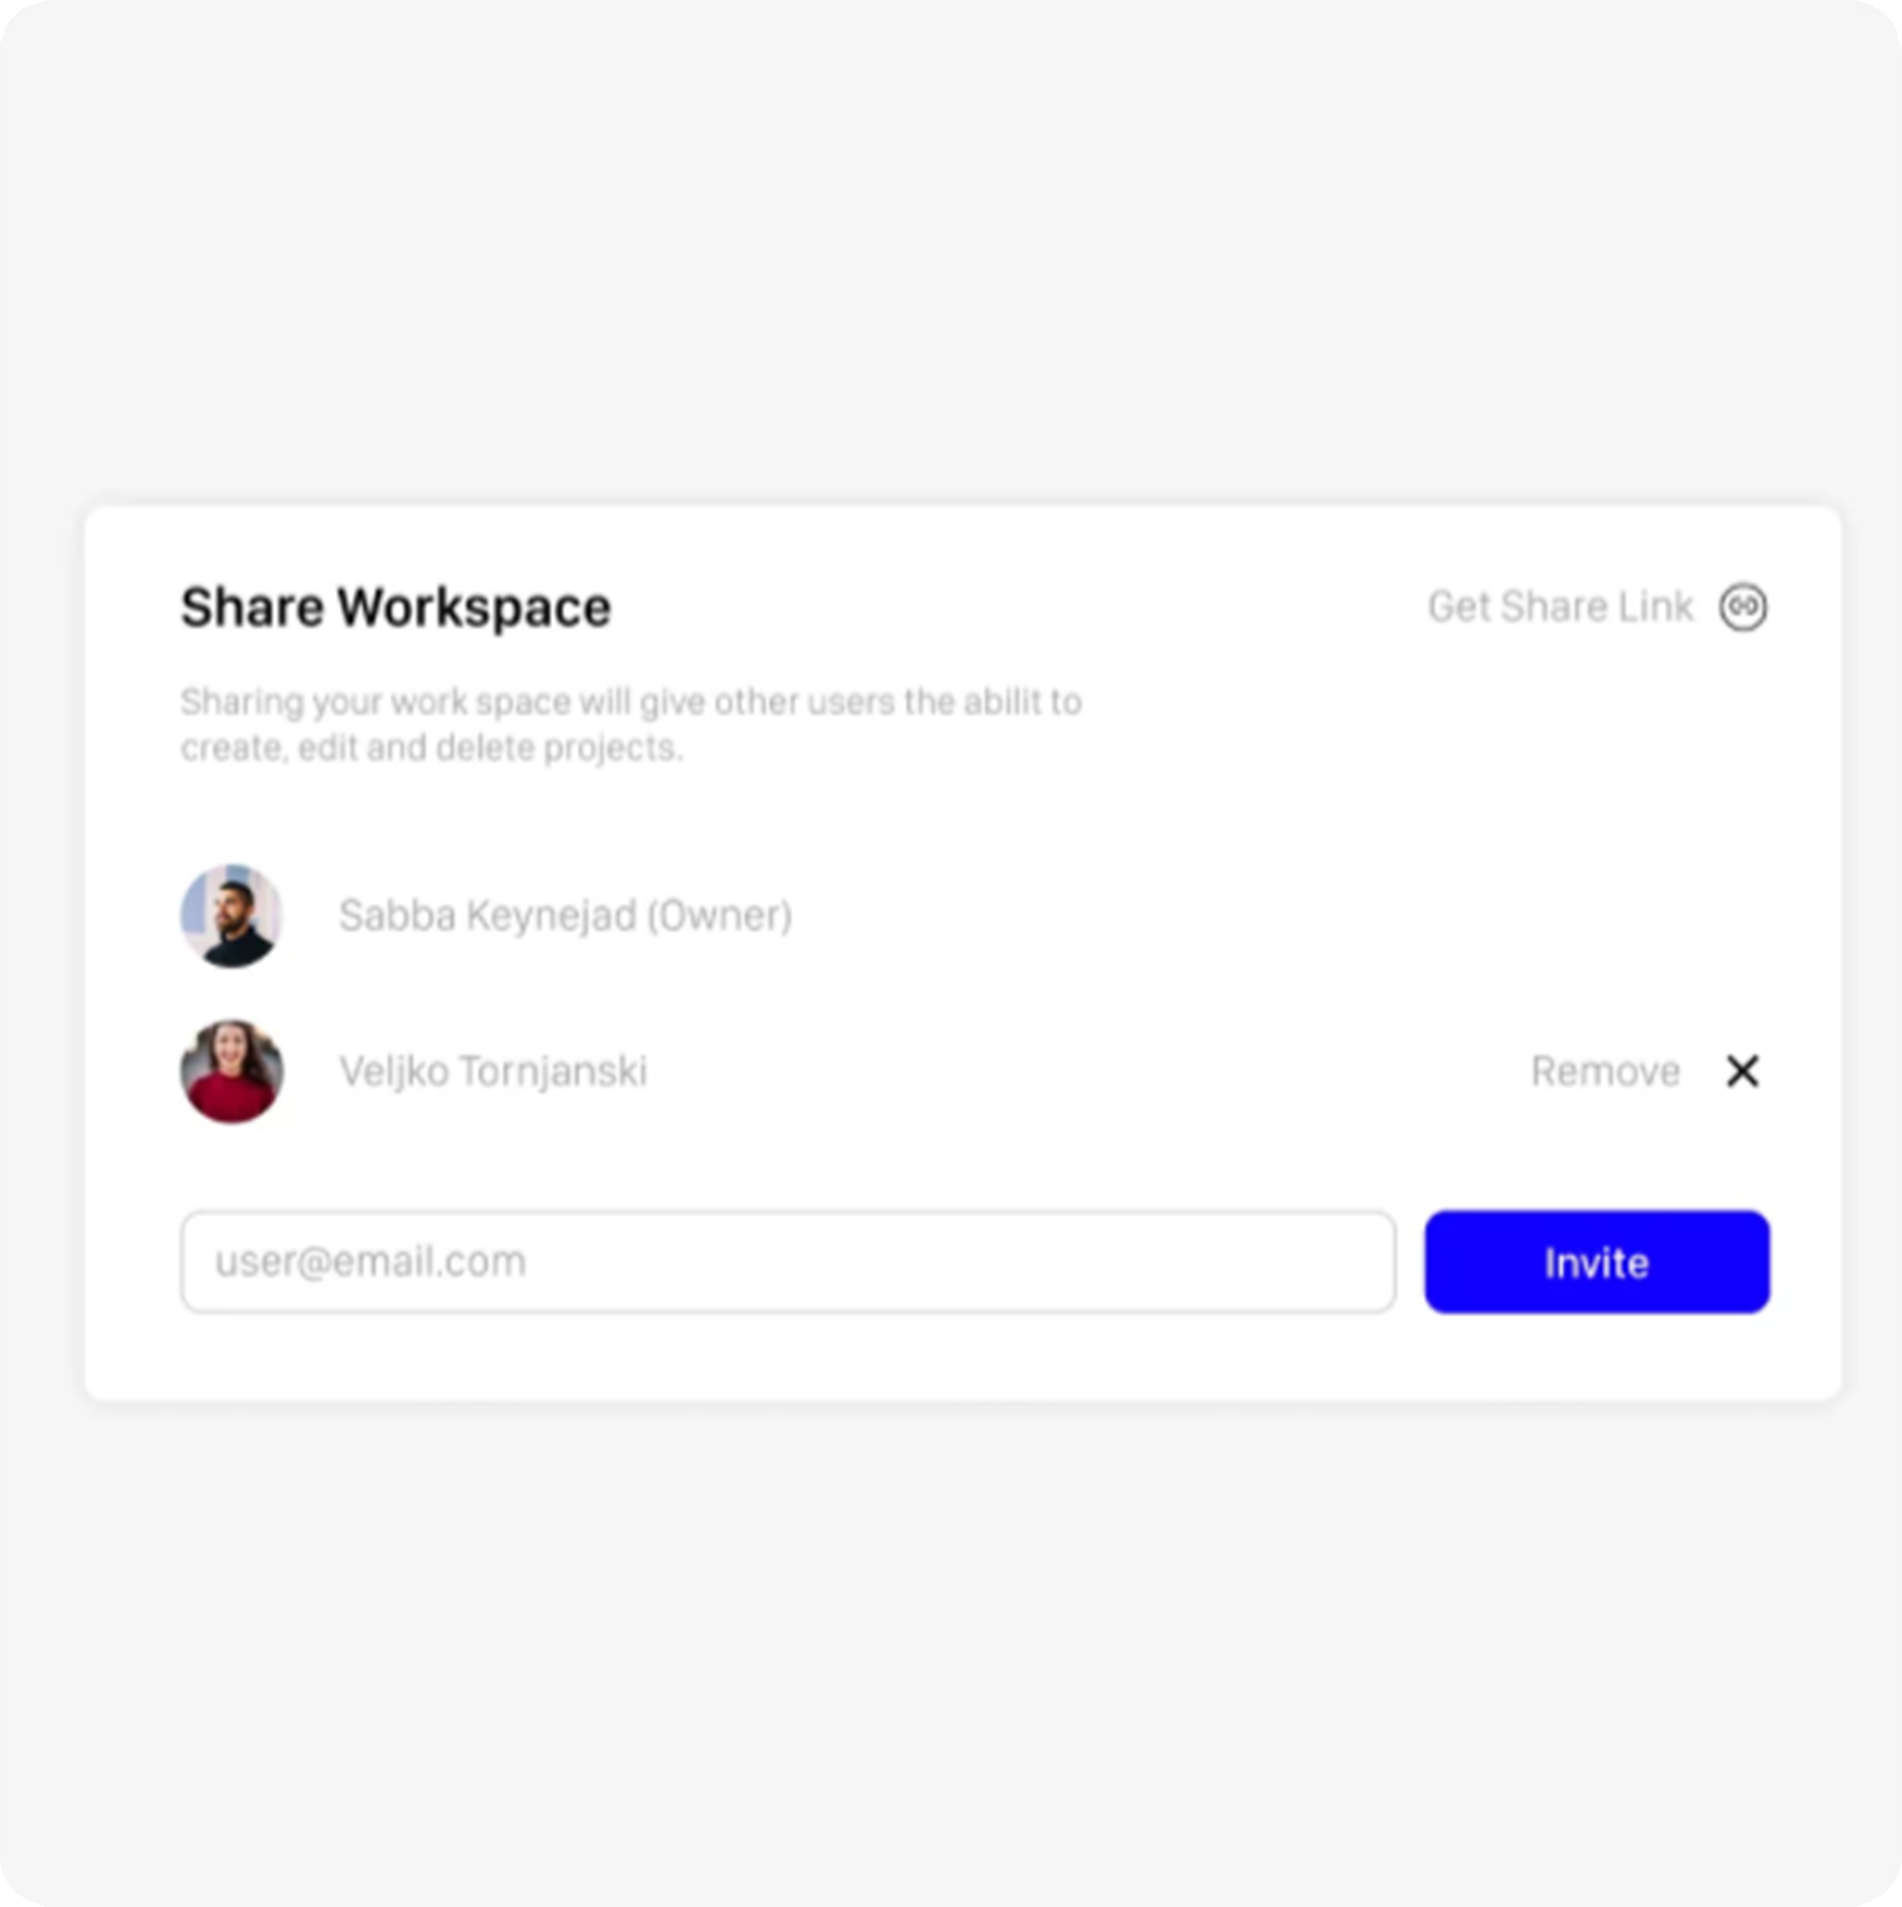 Share Workspace
Get Share Link
Sharing your work space will give other users the abilit to
create, edit and delete projects.
Sabba Keynejad (Owner)
Veljko Tornjanski
Remove
user@email.com
Invite